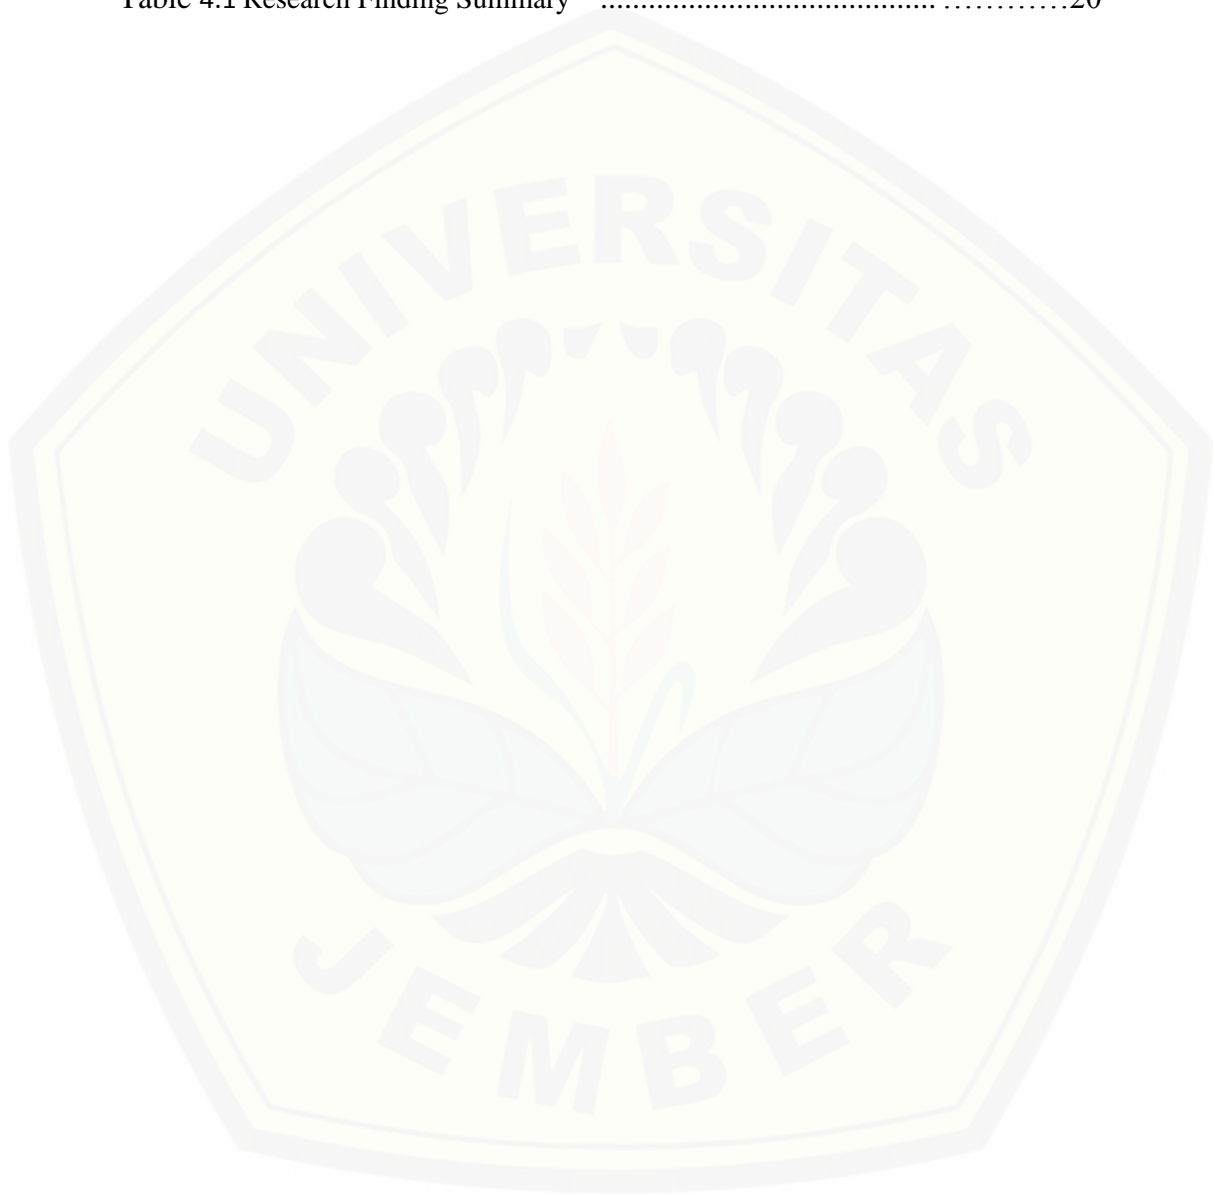 Table 4.1 Research Finding Summary .......................................... …………20
UNIVERSITAS
JEMBER